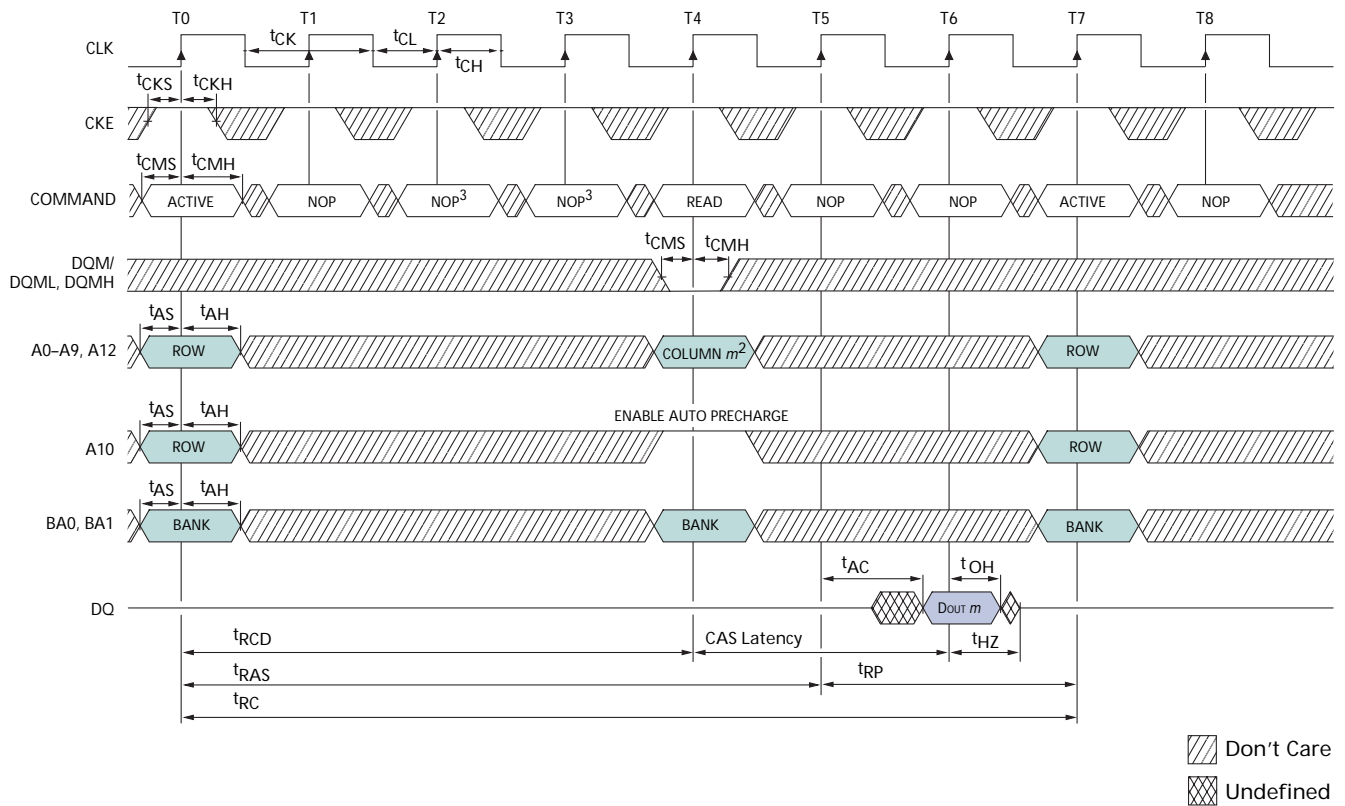 T0 T1 T2 T3 T4 T5 T6 T7 T8
CLK
tCK tCL
tCH
tCKS tCKH
CKE
tCMS tCMH
COMMAND ACTIVE NOP NOP3 NOP3 READ NOP NOP ACTIVE NOP
tCMS tCMH
DQM/
DQML, DQMH
tAS tAH
A0–A9, A12 ROW COLUMN m2 ROW
ENABLE AUTO PRECHARGE
tAS tAH
A10 ROW ROW
tAS tAH
BA0, BA1 BANK BANK BANK
tAC tOH
DQ DOUT m
tRCD CAS Latency tHZ
tRAS tRP
tRC
Don't Care
Undefined